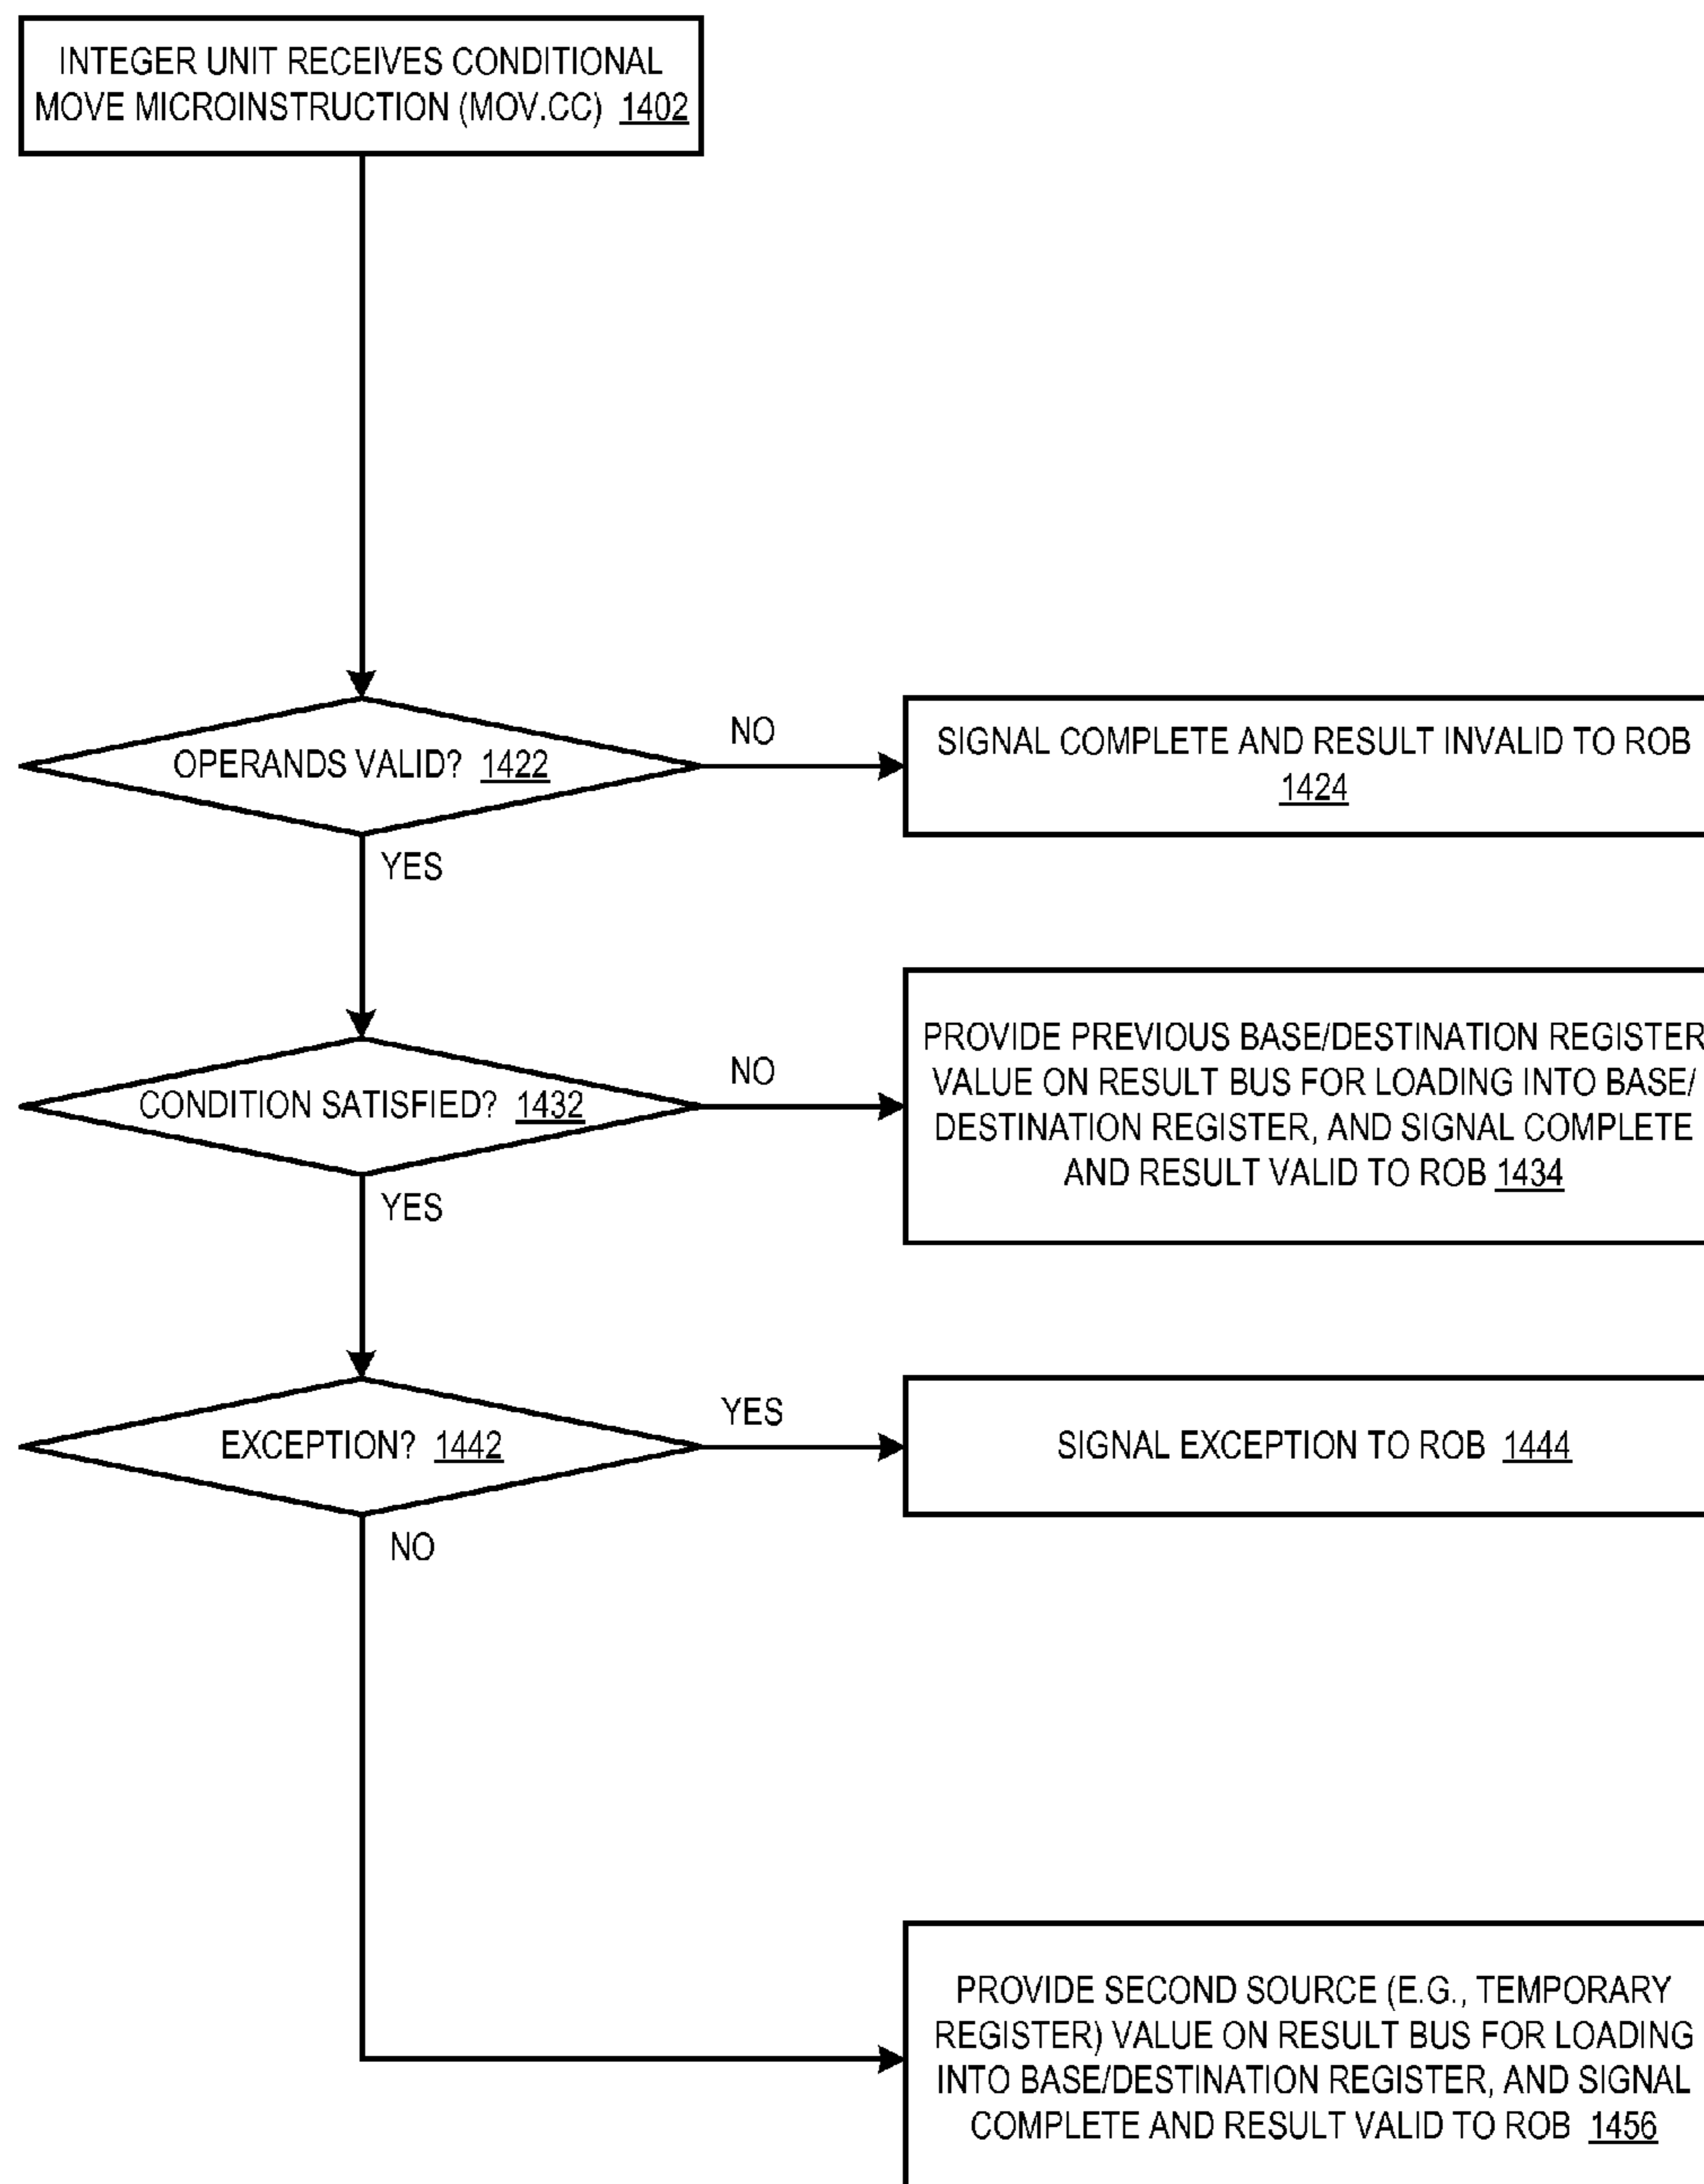 INTEGER UNIT RECEIVES CONDITIONAL
MOVE MICROINSTRUCTION (MOV.CC) 1402
OPERANDS VALID? 1422
NO
SIGNAL COMPLETE AND RESULT INVALID TO ROB
1424
YES
CONDITION SATISFIED? 1432
NO
PROVIDE PREVIOUS BASE/DESTINATION REGISTER
VALUE ON RESULT BUS FOR LOADING INTO BASE/
DESTINATION REGISTER, AND SIGNAL COMPLETE
AND RESULT VALID TO ROB 1434
YES
EXCEPTION? 1442
YES
SIGNAL EXCEPTION TO ROB 1444
NO
PROVIDE SECOND SOURCE (E.G., TEMPORARY
REGISTER) VALUE ON RESULT BUS FOR LOADING
INTO BASE/DESTINATION REGISTER, AND SIGNAL
COMPLETE AND RESULT VALID TO ROB 1456